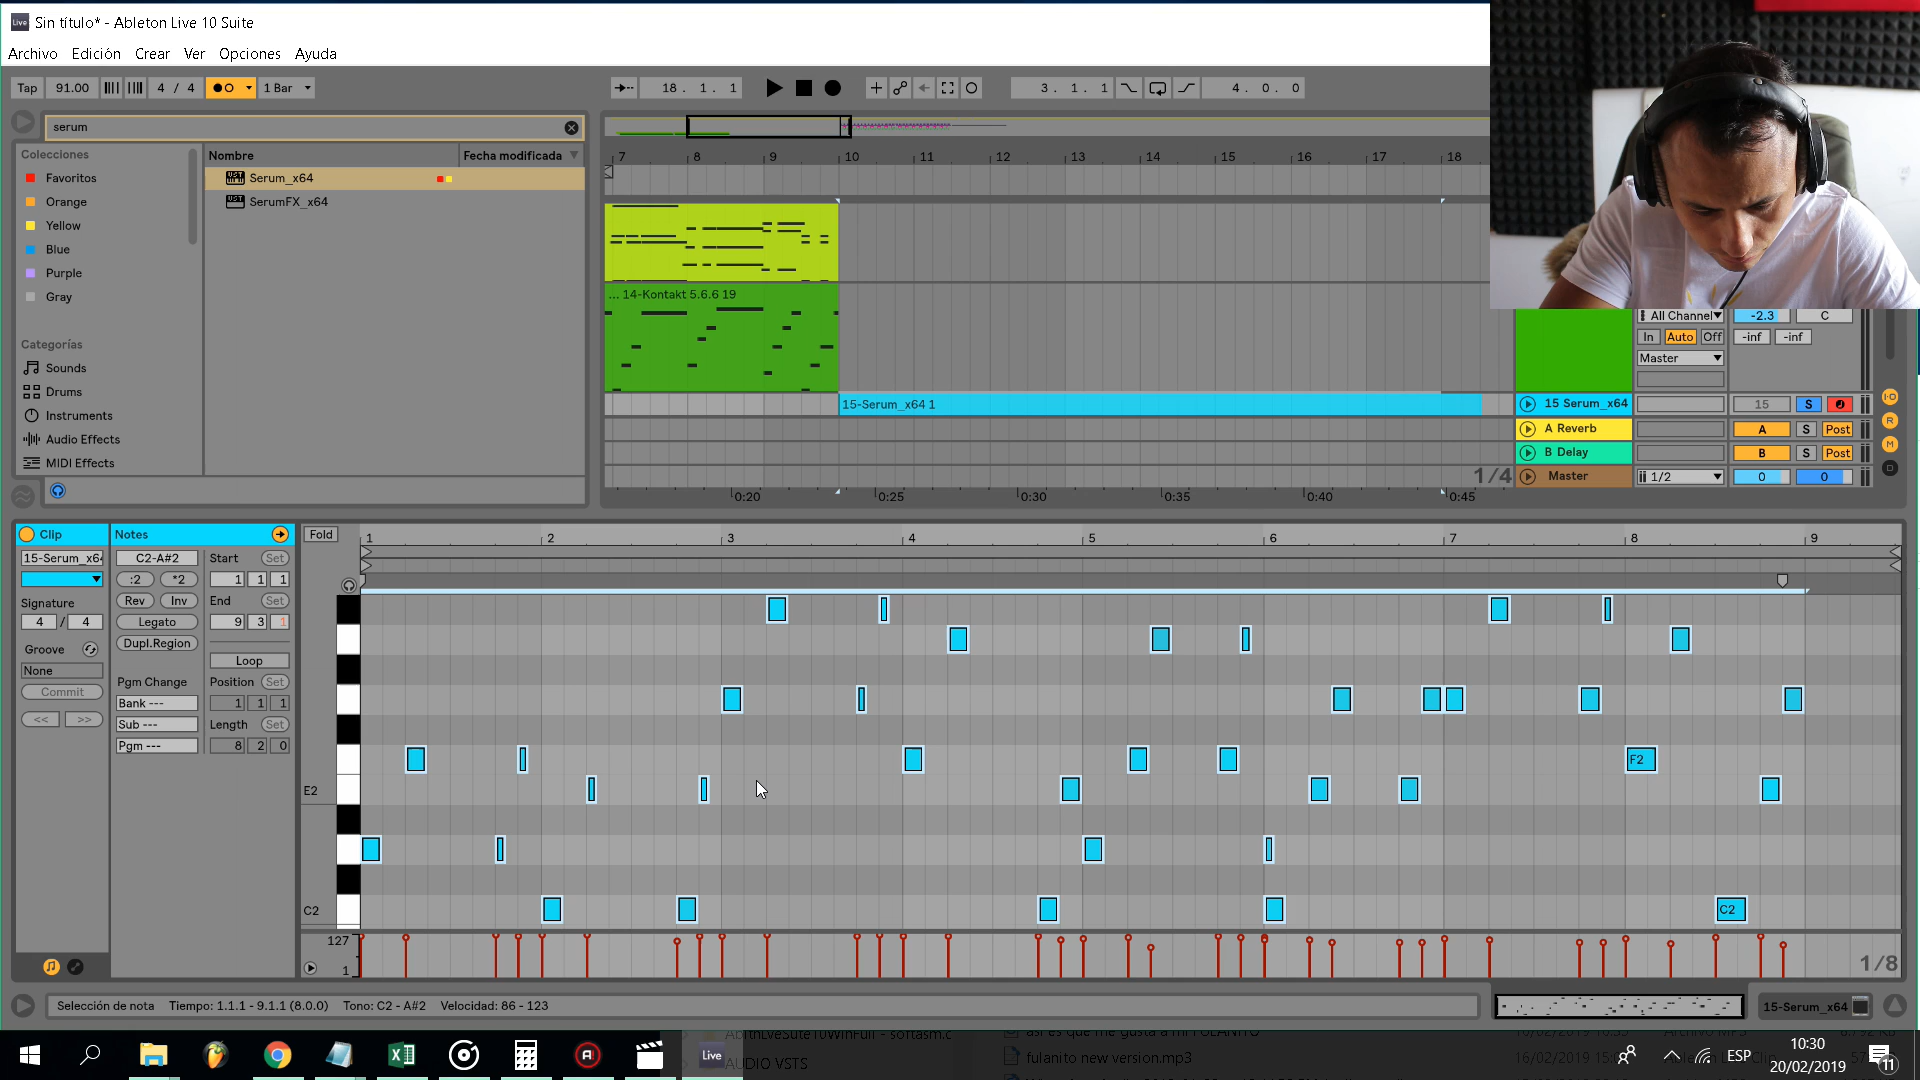 Live Sin título* - Ableton Live 10 Suite
Archivo Edición Crear Ver Opciones Ayuda
Tap 91.00 4 / 4 1 Bar 18. 1. 1 3. 1. 1 4. 0. 0
serum
Colecciones
Favoritos
Orange
Yellow
Blue
Purple
Gray
Categorías
Sounds
Drums
Instruments
Audio Effects
MIDI Effects
Nombre Fecha modificada
Serum_x64
SerumFX_x64
7 8 9 10 11 12 13 14 15 16 17 18
... 14-Kontakt 5.6.6 19
15-Serum_x64 1
1/4
0:20 0:25 0:30 0:35 0:40 0:45
All Channel -2.3 C
In Auto Off -inf -inf
Master
15 Serum_x64 15 S
A Reverb A S Post
B Delay B S Post
Master 1/2 0 0
I·O
R
M
D
Clip
15-Serum_x64
Signature
4 / 4
Groove
None
Commit
<< >>
Notes
C2-A#2
:2 *2
Rev Inv
Legato
Dupl.Region
Pgm Change
Bank ---
Sub ---
Pgm ---
Start Set
1 1 1
End Set
9 3 1
Loop
Position Set
1 1 1
Length Set
8 2 0
Fold 1 2 3 4 5 6 7 8 9
F2
E2
C2 C2
127
1
1/8
Selección de nota Tiempo: 1.1.1 - 9.1.1 (8.0.0) Tono: C2 - A#2 Velocidad: 86 - 123
15-Serum_x64
AUDIO VSTS
fulanito new version.mp3
Live
ESP
10:30
20/02/2019
11